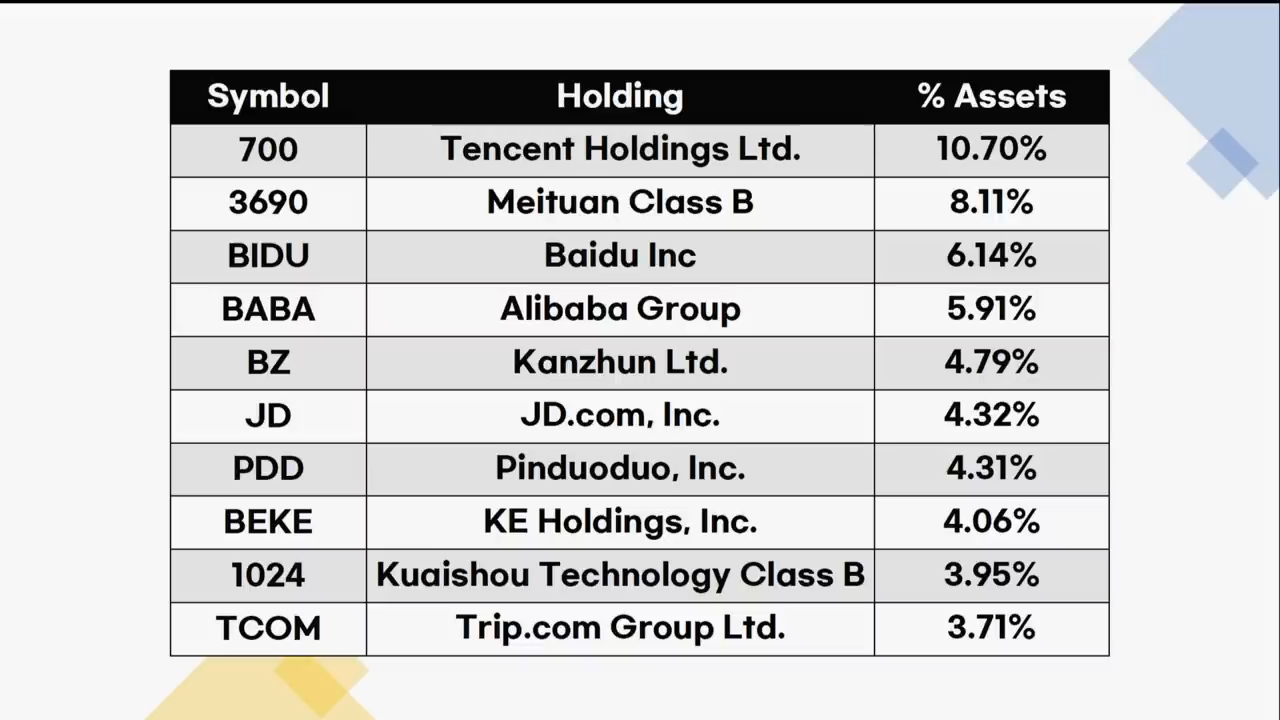 Symbol Holding % Assets
700 Tencent Holdings Ltd. 10.70%
3690 Meituan Class B 8.11%
BIDU Baidu Inc 6.14%
BABA Alibaba Group 5.91%
BZ Kanzhun Ltd. 4.79%
JD JD.com, Inc. 4.32%
PDD Pinduoduo, Inc. 4.31%
BEKE KE Holdings, Inc. 4.06%
1024 Kuaishou Technology Class B 3.95%
TCOM Trip.com Group Ltd. 3.71%